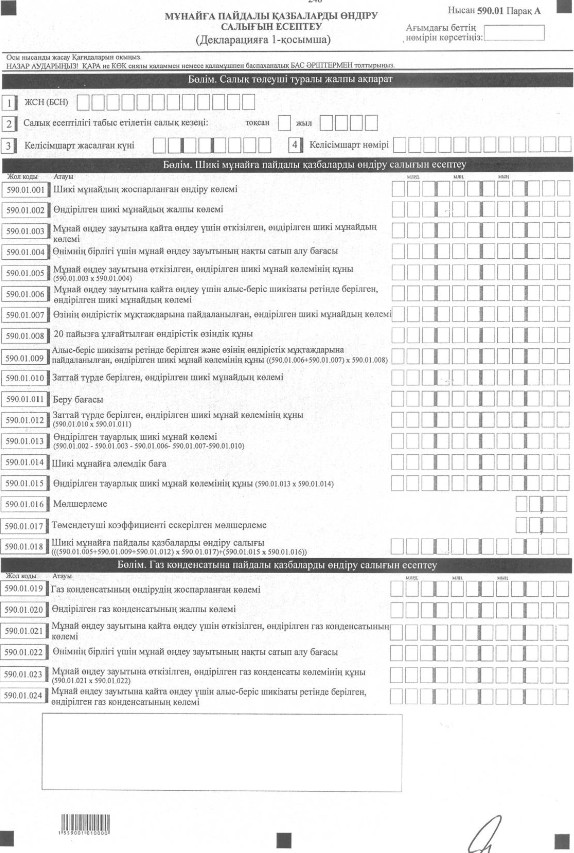 Нысан 590.01 Парақ А
МҰНАЙҒА ПАЙДАЛЫ ҚАЗБАЛАРДЫ ӨНДІРУ
САЛЫҒЫН ЕСЕПТЕУ
(Декларацияға 1-қосымша)
Ағымдағы беттің
нөмірін көрсетіңіз:
Осы нысанды жасау Қағидаларын оқыңыз.
НАЗАР АУДАРЫҢЫЗ! ҚАРА не КӨК сиялы қаламмен немесе қаламұшпен баспаханалық БАС ӘРІПТЕРМЕН толтырыңыз.
Бөлім. Салық төлеуші туралы жалпы ақпарат
1 ЖСН (БСН)
2 Салық есептілігі табыс етілетін салық кезеңі: тоқсан жыл
3 Келісімшарт жасалған күні 4 Келісімшарт нөмірі
Бөлім. Шикі мұнайға пайдалы қазбаларды өндіру салығын есептеу
Жол коды Атауы млрд. млн. мың
590.01.001 Шикі мұнайдың жоспарланған өндіру көлемі
590.01.002 Өндірілген шикі мұнайдың жалпы көлемі
590.01.003 Мұнай өңдеу зауытына қайта өңдеу үшін өткізілген, өндірілген шикі мұнайдың
көлемі
590.01.004 Өнімнің бірлігі үшін мұнай өңдеу зауытының нақты сатып алу бағасы
590.01.005 Мұнай өңдеу зауытына өткізілген, өндірілген шикі мұнай көлемінің құны
(590.01.003 x 590.01.004)
590.01.006 Мұнай өңдеу зауытына қайта өңдеу үшін алыс-беріс шикізаты ретінде берілген,
өндірілген шикі мұнайдың көлемі
590.01.007 Өзінің өндірістік мұқтаждарына пайдаланылған, өндірілген шикі мұнайдың көлемі
590.01.008 20 пайызға ұлғайтылған өндірістік өзіндік құны
590.01.009 Алыс-беріс шикізаты ретінде берілген және өзінің өндірістік мұқтаждарына
пайдаланылған, өндірілген шикі мұнай көлемінің құны ((590.01.006+590.01.007) x 590.01.008)
590.01.010 Заттай түрде берілген, өндірілген шикі мұнайдың көлемі
590.01.011 Беру бағасы
590.01.012 Заттай түрде берілген, өндірілген шикі мұнай көлемінің құны
(590.01.010 x 590.01.011)
590.01.013 Өндірілген тауарлық шикі мұнай көлемі
(590.01.002 - 590.01.003 - 590.01.006- 590.01.007-590.01.010)
590.01.014 Шикі мұнайға әлемдік баға
590.01.015 Өндірілген тауарлық шикі мұнай көлемінің құны (590.01.013 x 590.01.014)
590.01.016 Мөлшерлеме
590.01.017 Төмендетуші коэффициенті ескерілген мөлшерлеме
590.01.018 Шикі мұнайға пайдалы қазбаларды өндіру салығы
(((590.01.005+590.01.009+590.01.012) x 590.01.017)+(590.01.015 x 590.01.016))
Бөлім. Газ конденсатына пайдалы қазбаларды өндіру салығын есептеу
Жол коды Атауы млрд. млн. мың
590.01.019 Газ конденсатының өндірудің жоспарланған көлемі
590.01.020 Өндірілген газ конденсатының жалпы көлемі
590.01.021 Мұнай өңдеу зауытына қайта өңдеу үшін өткізілген, өндірілген газ конденсатының
көлемі
590.01.022 Өнімнің бірлігі үшін мұнай өңдеу зауытының нақты сатып алу бағасы
590.01.023 Мұнай өңдеу зауытына өткізілген, өндірілген газ конденсаты көлемінің құны
(590.01.021 x 590.01.022)
590.01.024 Мұнай өңдеу зауытына қайта өңдеу үшін алыс-беріс шикізаты ретінде берілген,
өндірілген газ конденсатының көлемі